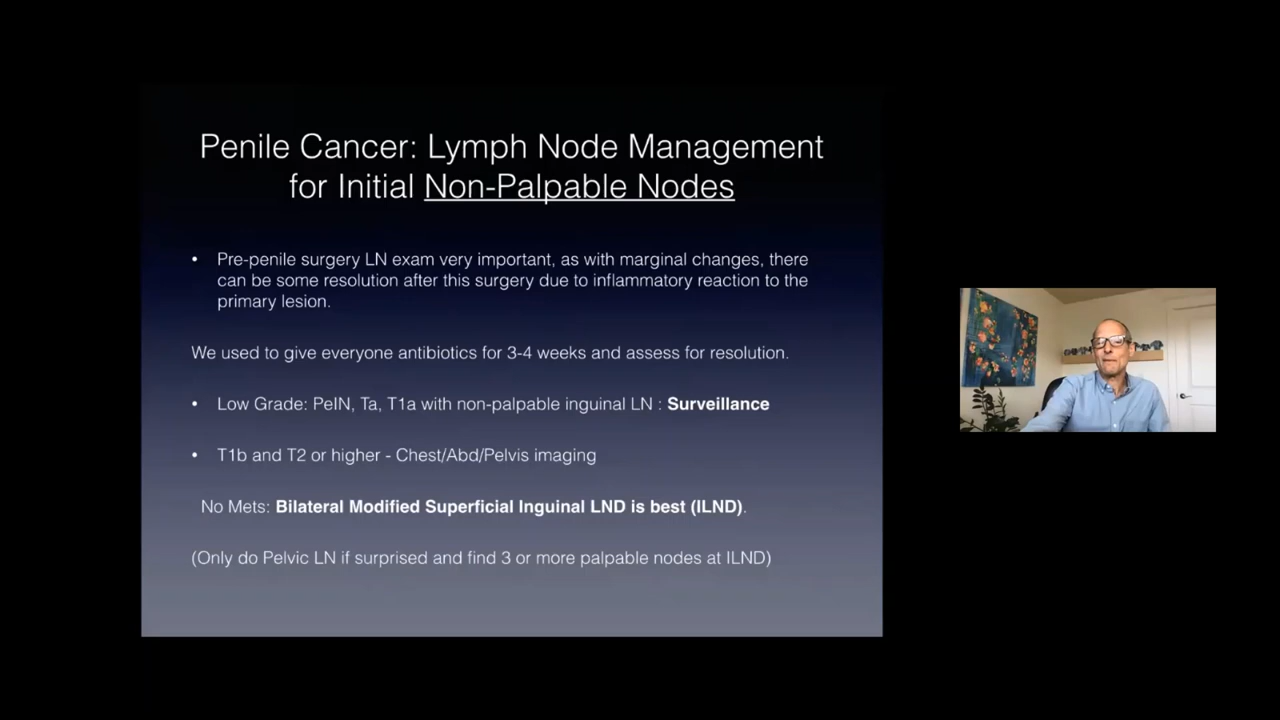 Penile Cancer: Lymph Node Management
for Initial Non-Palpable Nodes
• Pre-penile surgery LN exam very important, as with marginal changes, there
can be some resolution after this surgery due to inflammatory reaction to the
primary lesion.
We used to give everyone antibiotics for 3-4 weeks and assess for resolution.
• Low Grade: PeIN, Ta, T1a with non-palpable inguinal LN : Surveillance
• T1b and T2 or higher - Chest/Abd/Pelvis imaging
No Mets: Bilateral Modified Superficial Inguinal LND is best (ILND).
(Only do Pelvic LN if surprised and find 3 or more palpable nodes at ILND)